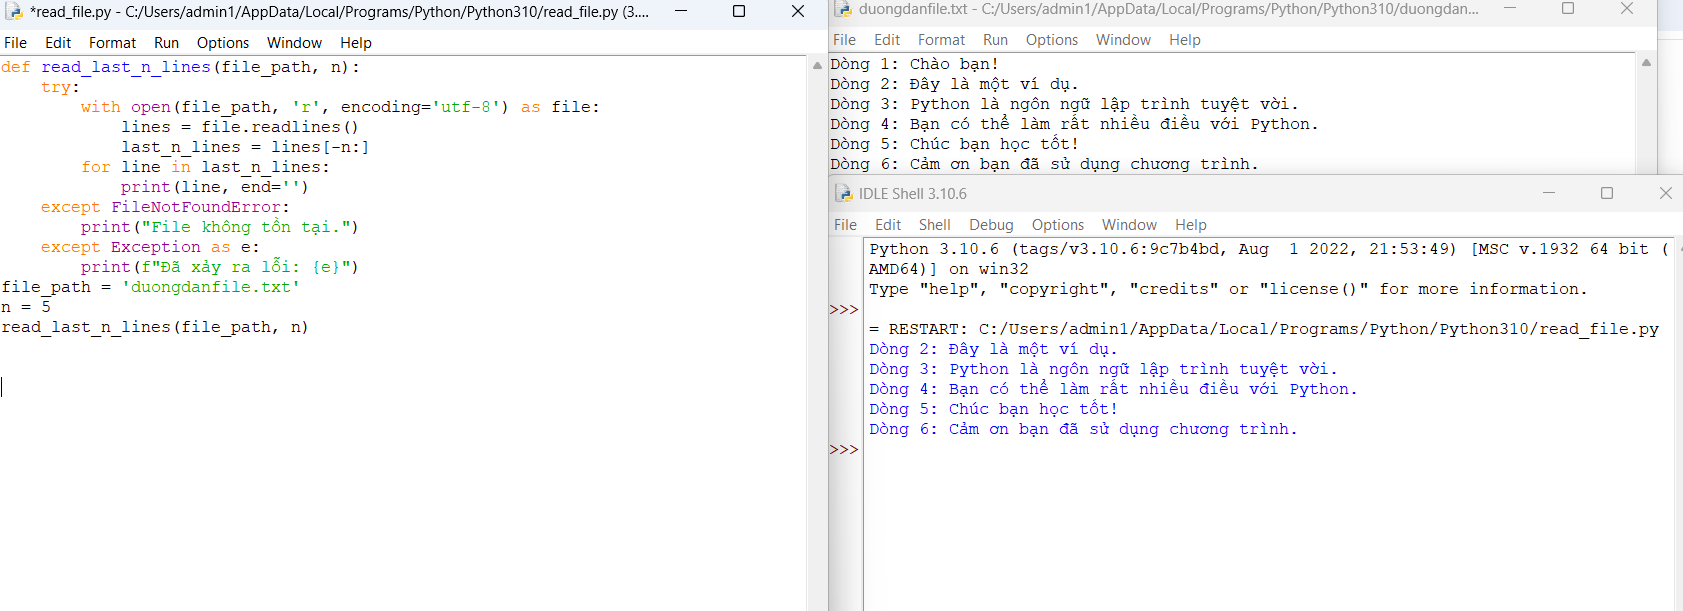 *read_file.py - C:/Users/admin1/AppData/Local/Programs/Python/Python310/read_file.py (3....
File Edit Format Run Options Window Help
def read_last_n_lines(file_path, n):
    try:
        with open(file_path, 'r', encoding='utf-8') as file:
            lines = file.readlines()
            last_n_lines = lines[-n:]
        for line in last_n_lines:
            print(line, end='')
    except FileNotFoundError:
        print("File không tồn tại.")
    except Exception as e:
        print(f"Đã xảy ra lỗi: {e}")
file_path = 'duongdanfile.txt'
n = 5
read_last_n_lines(file_path, n)
duongdanfile.txt - C:/Users/admin1/AppData/Local/Programs/Python/Python310/duongdan...
File Edit Format Run Options Window Help
Dòng 1: Chào bạn!
Dòng 2: Đây là một ví dụ.
Dòng 3: Python là ngôn ngữ lập trình tuyệt vời.
Dòng 4: Bạn có thể làm rất nhiều điều với Python.
Dòng 5: Chúc bạn học tốt!
Dòng 6: Cảm ơn bạn đã sử dụng chương trình.
IDLE Shell 3.10.6
File Edit Shell Debug Options Window Help
Python 3.10.6 (tags/v3.10.6:9c7b4bd, Aug  1 2022, 21:53:49) [MSC v.1932 64 bit (
AMD64)] on win32
Type "help", "copyright", "credits" or "license()" for more information.
>>>
= RESTART: C:/Users/admin1/AppData/Local/Programs/Python/Python310/read_file.py
Dòng 2: Đây là một ví dụ.
Dòng 3: Python là ngôn ngữ lập trình tuyệt vời.
Dòng 4: Bạn có thể làm rất nhiều điều với Python.
Dòng 5: Chúc bạn học tốt!
Dòng 6: Cảm ơn bạn đã sử dụng chương trình.
>>>